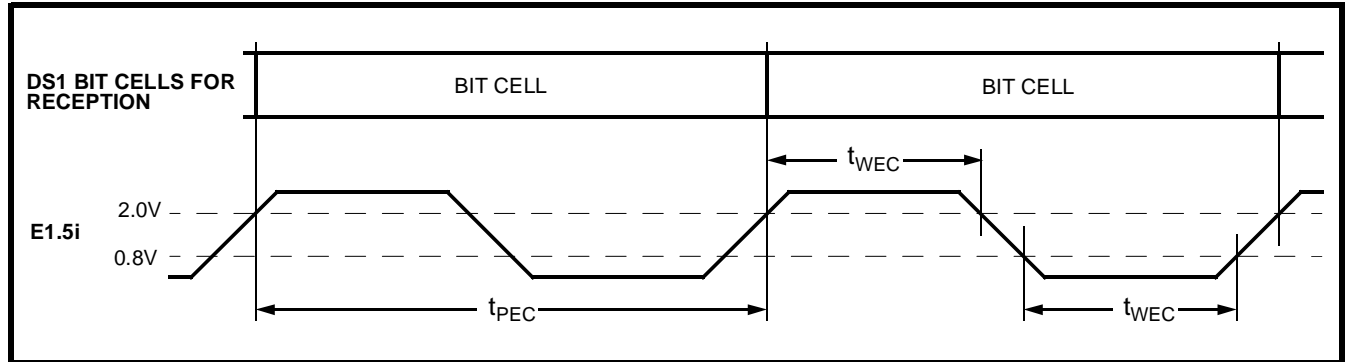 DS1 BIT CELLS FOR
RECEPTION
BIT CELL
BIT CELL
tWEC
E1.5i
2.0V
0.8V
tPEC
tWEC